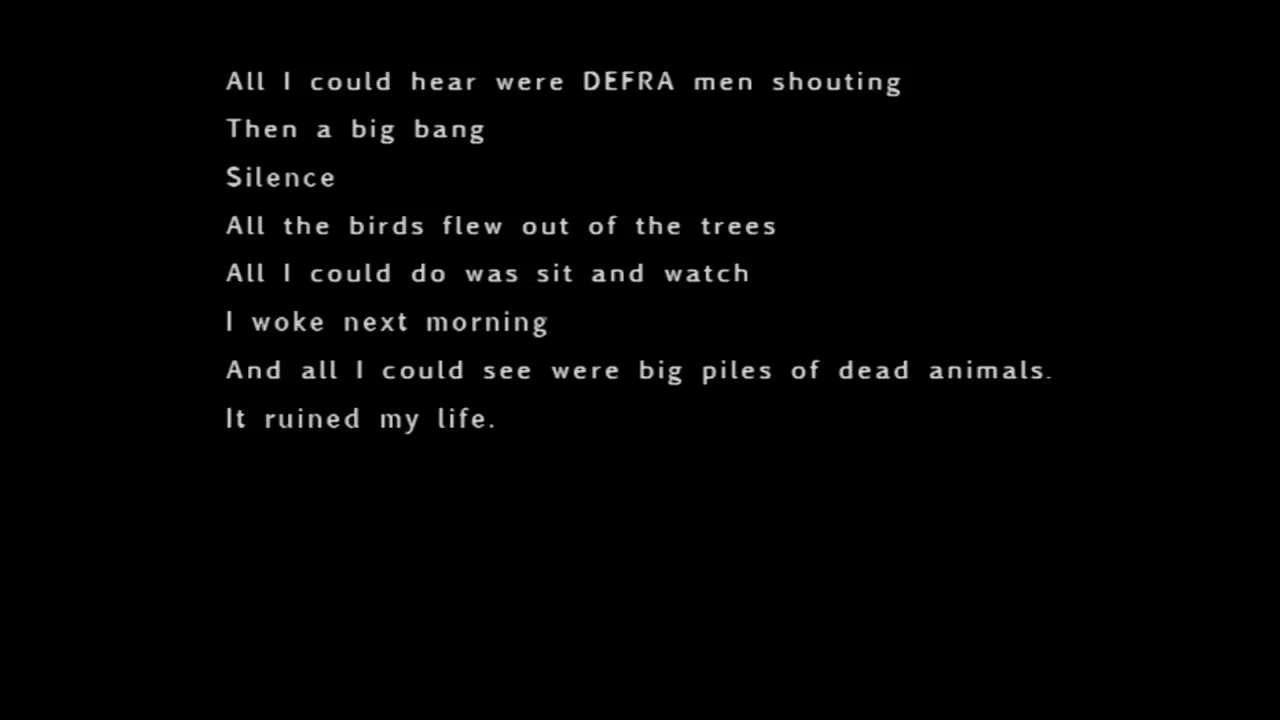 All I could hear were DEFRA men shouting
Then a big bang
Silence
All the birds flew out of the trees
All I could do was sit and watch
I woke next morning
And all I could see were big piles of dead animals.
It ruined my life.